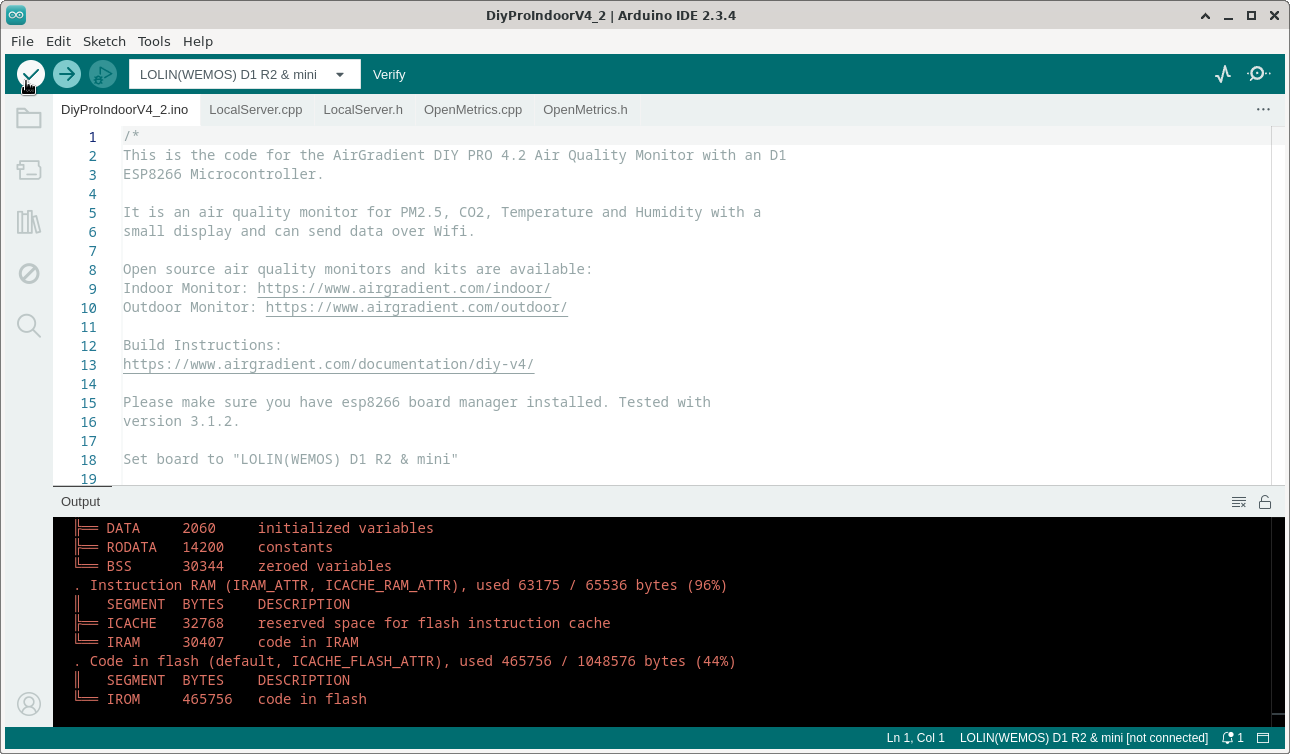 DiyProIndoorV4_2 | Arduino IDE 2.3.4
File Edit Sketch Tools Help
LOLIN(WEMOS) D1 R2 & mini Verify
DiyProIndoorV4_2.ino LocalServer.cpp LocalServer.h OpenMetrics.cpp OpenMetrics.h
1 /*
2 This is the code for the AirGradient DIY PRO 4.2 Air Quality Monitor with an D1
3 ESP8266 Microcontroller.
4
5 It is an air quality monitor for PM2.5, CO2, Temperature and Humidity with a
6 small display and can send data over Wifi.
7
8 Open source air quality monitors and kits are available:
9 Indoor Monitor: https://www.airgradient.com/indoor/
10 Outdoor Monitor: https://www.airgradient.com/outdoor/
11
12 Build Instructions:
13 https://www.airgradient.com/documentation/diy-v4/
14
15 Please make sure you have esp8266 board manager installed. Tested with
16 version 3.1.2.
17
18 Set board to "LOLIN(WEMOS) D1 R2 & mini"
19
Output
╠══ DATA 2060 initialized variables
╠══ RODATA 14200 constants
╚══ BSS 30344 zeroed variables
. Instruction RAM (IRAM_ATTR, ICACHE_RAM_ATTR), used 63175 / 65536 bytes (96%)
║ SEGMENT BYTES DESCRIPTION
╠══ ICACHE 32768 reserved space for flash instruction cache
╚══ IRAM 30407 code in IRAM
. Code in flash (default, ICACHE_FLASH_ATTR), used 465756 / 1048576 bytes (44%)
║ SEGMENT BYTES DESCRIPTION
╚══ IROM 465756 code in flash
Ln 1, Col 1 LOLIN(WEMOS) D1 R2 & mini [not connected] 1